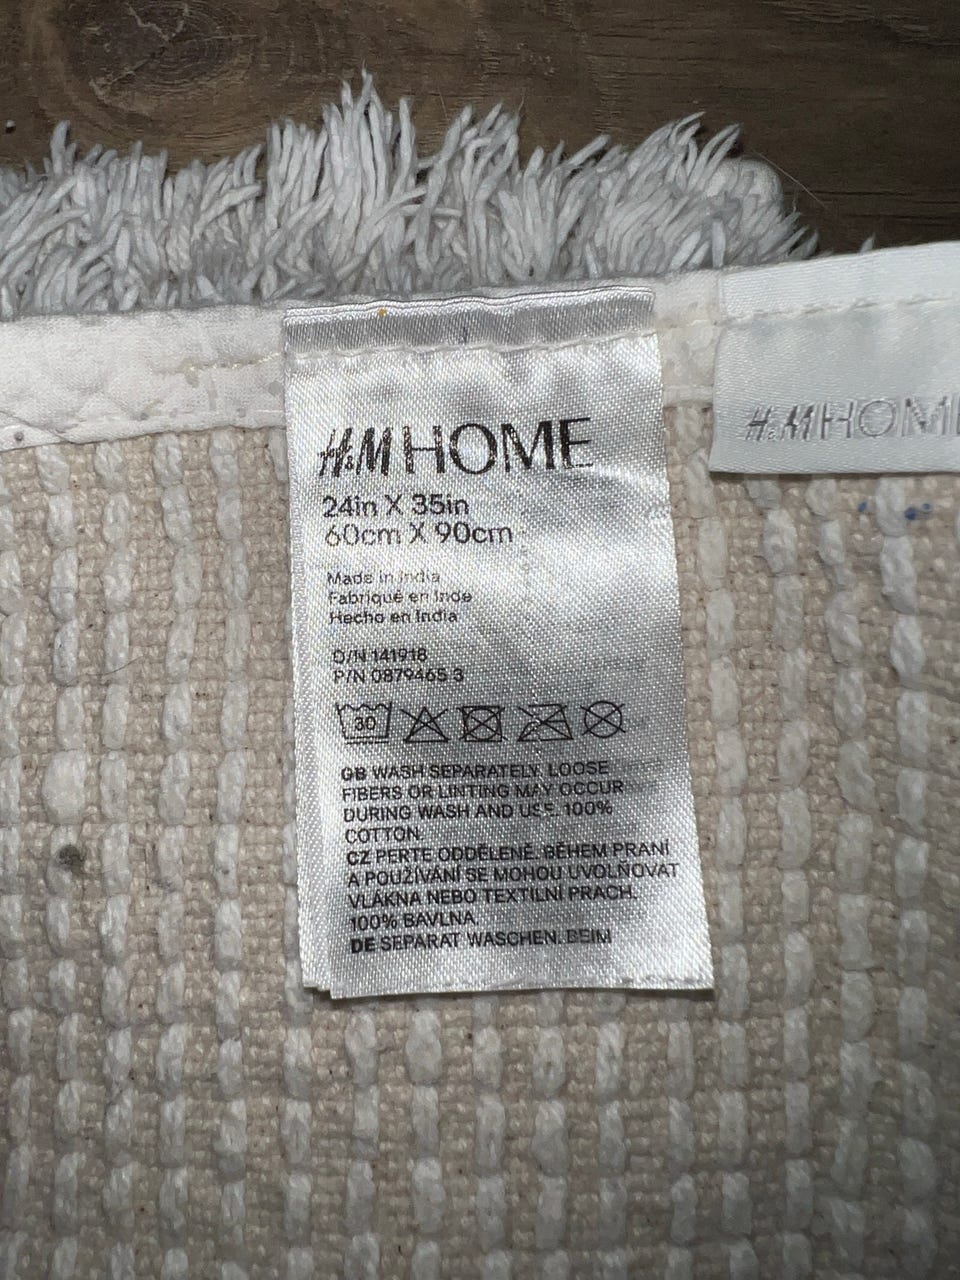 H&M HOME
24in X 35in
60cm X 90cm
Made in India
Fabriqué en Inde
Hecho en India
O/N 141918
P/N 0879465 3
30
GB WASH SEPARATELY. LOOSE
FIBERS OR LINTING MAY OCCUR
DURING WASH AND USE. 100%
COTTON.
CZ PERTE ODDĚLENĚ. BĚHEM PRANÍ
A POUŽÍVÁNÍ SE MOHOU UVOLŇOVAT
VLÁKNA NEBO TEXTILNÍ PRACH.
100% BAVLNA.
DE SEPARAT WASCHEN. BEIM
H&M HOME